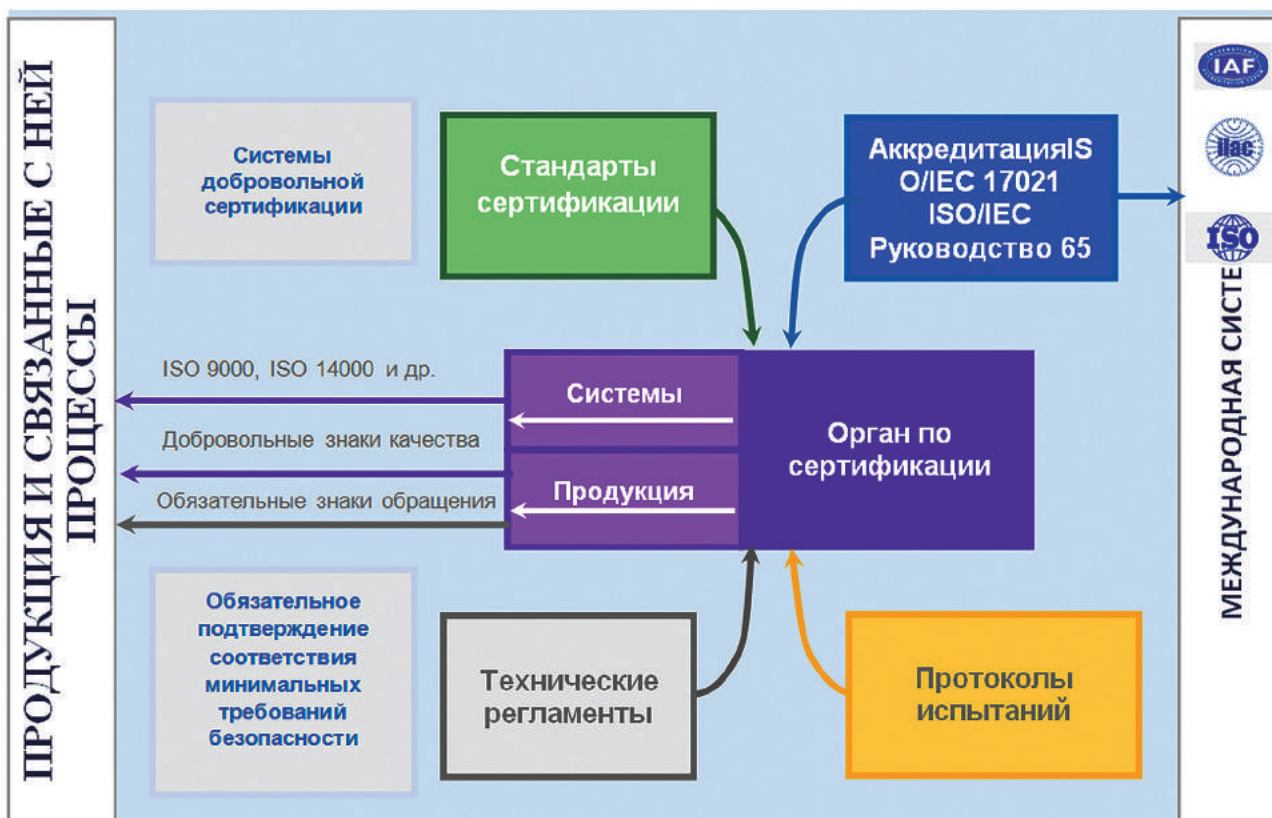 ПРОДУКЦИЯ И СВЯЗАННЫЕ С НЕЙ
ПРОЦЕССЫ
Системы
добровольной
сертификации
Стандарты
сертификации
АккредитацияIS
O/IEC 17021
ISO/IEC
Руководство 65
ISO 9000, ISO 14000 и др.
Добровольные знаки качества
Обязательные знаки обращения
Системы
Продукция
Орган по
сертификации
Обязательное
подтверждение
соответствия
минимальных
требований
безопасности
Технические
регламенты
Протоколы
испытаний
IAF
ilac
ISO
МЕЖДУНАРОДНАЯ СИСТЕ